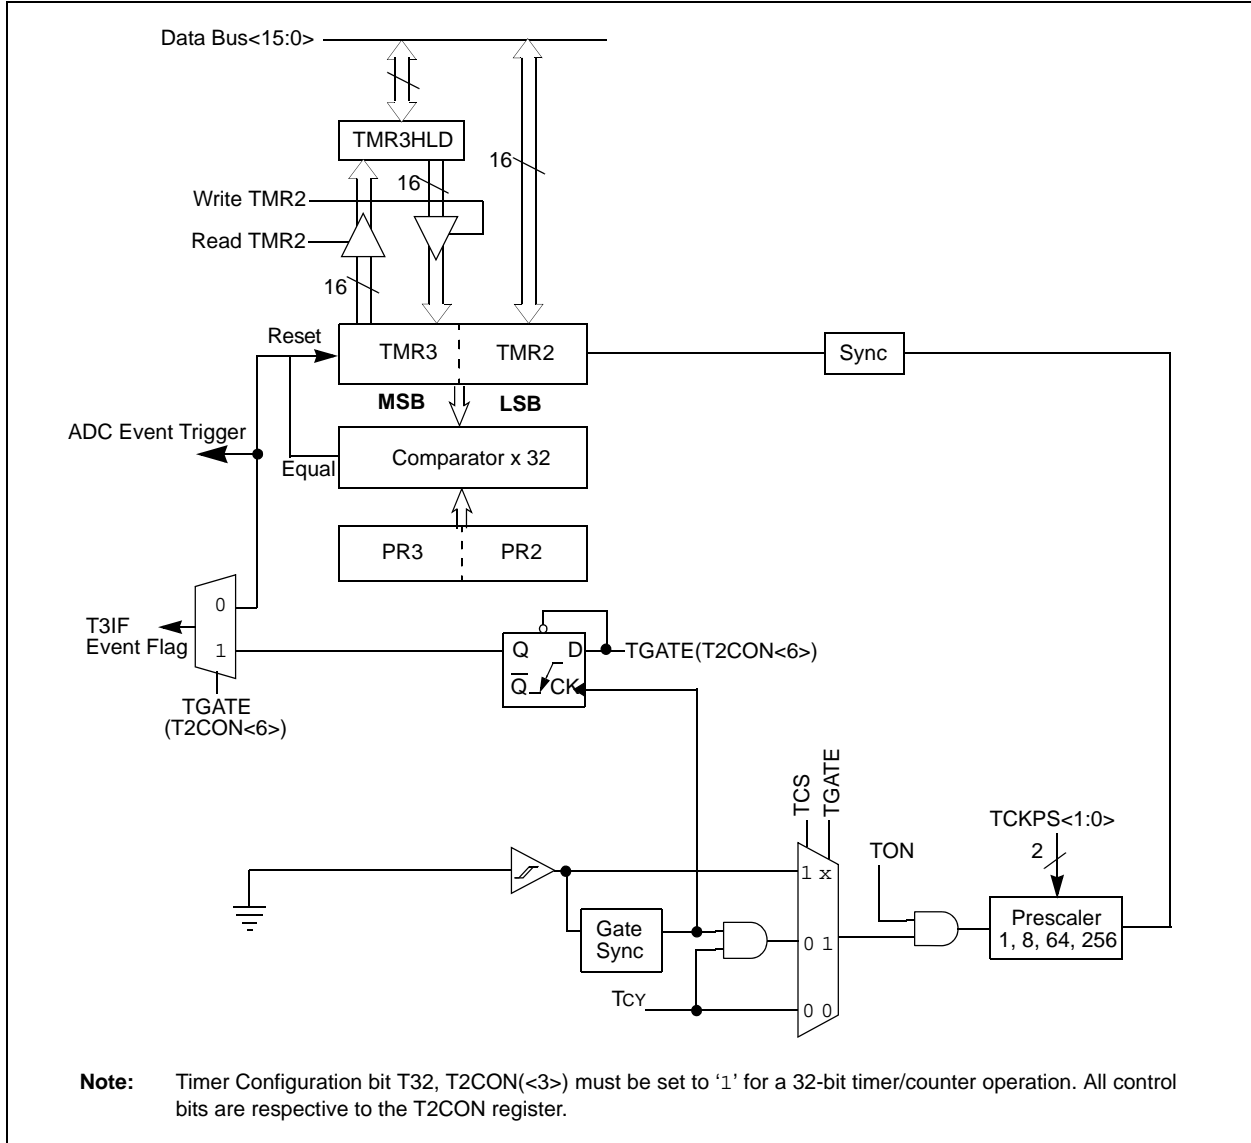 Data Bus<15:0>
TMR3HLD
16
16
Write TMR2
Read TMR2
16
Reset
TMR3
TMR2
Sync
MSB
LSB
ADC Event Trigger
Equal
Comparator x 32
PR3
PR2
0
T3IF
Event Flag
1
Q
D
TGATE(T2CON<6>)
Q
CK
TGATE
(T2CON<6>)
TCS
TGATE
TCKPS<1:0>
2
TON
1 x
Prescaler
1, 8, 64, 256
Gate
Sync
0 1
TCY
0 0
Note: Timer Configuration bit T32, T2CON(<3>) must be set to ‘1’ for a 32-bit timer/counter operation. All control
bits are respective to the T2CON register.